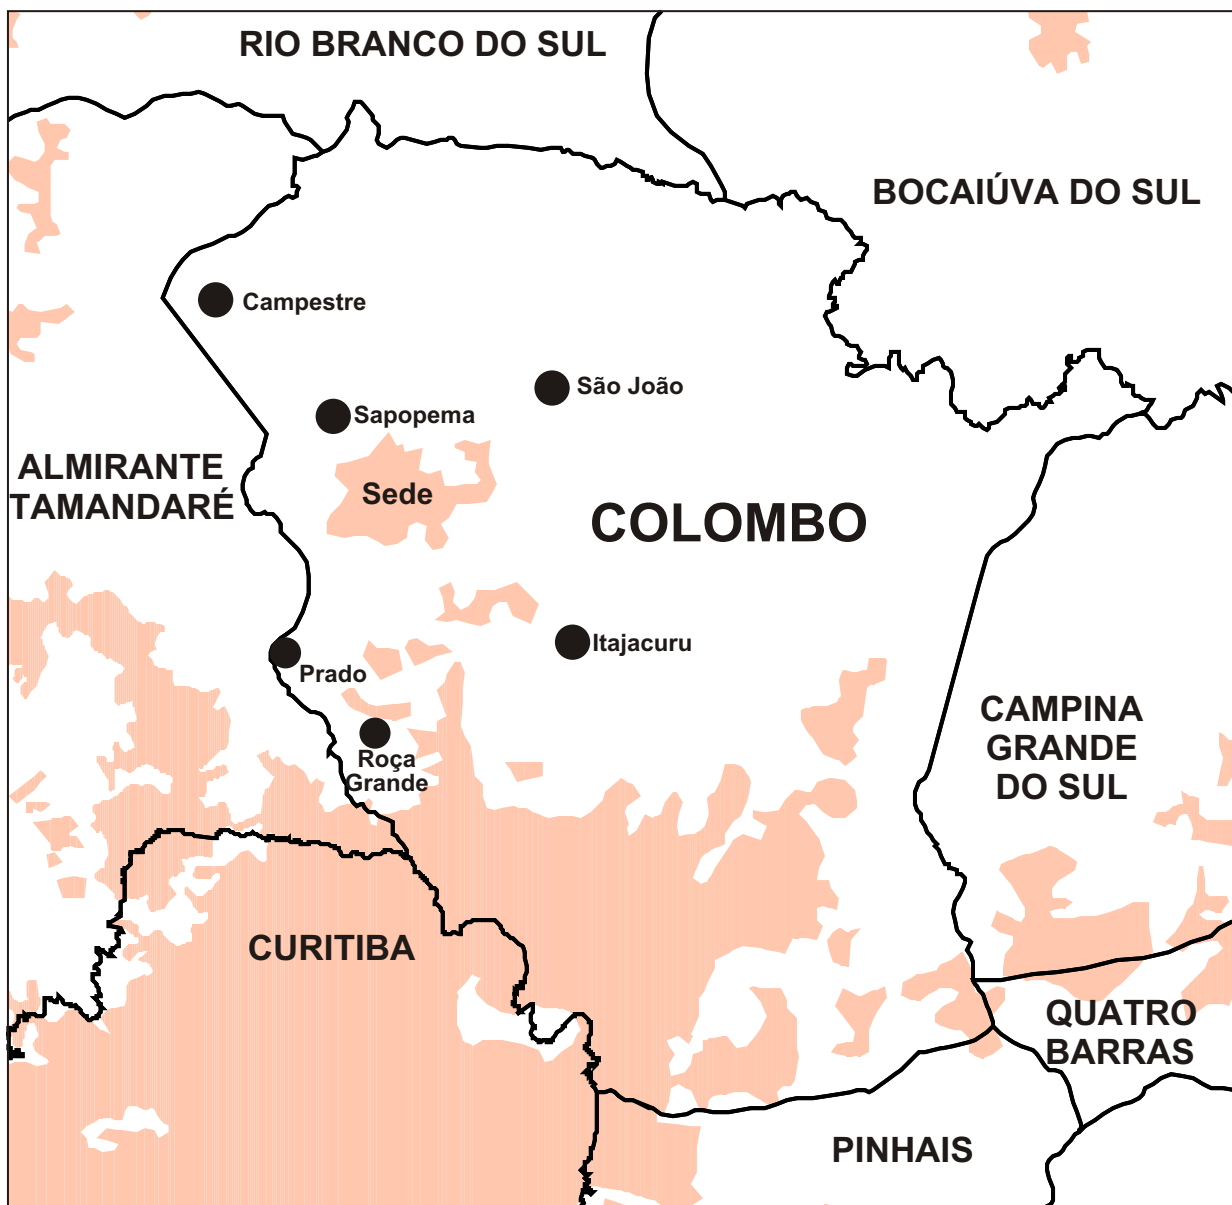 RIO BRANCO DO SUL
BOCAIÚVA DO SUL
Campestre
São João
Sapopema
ALMIRANTE
TAMANDARÉ
Sede
COLOMBO
Itajacuru
Prado
CAMPINA
GRANDE
DO SUL
Roça
Grande
CURITIBA
QUATRO
BARRAS
PINHAIS